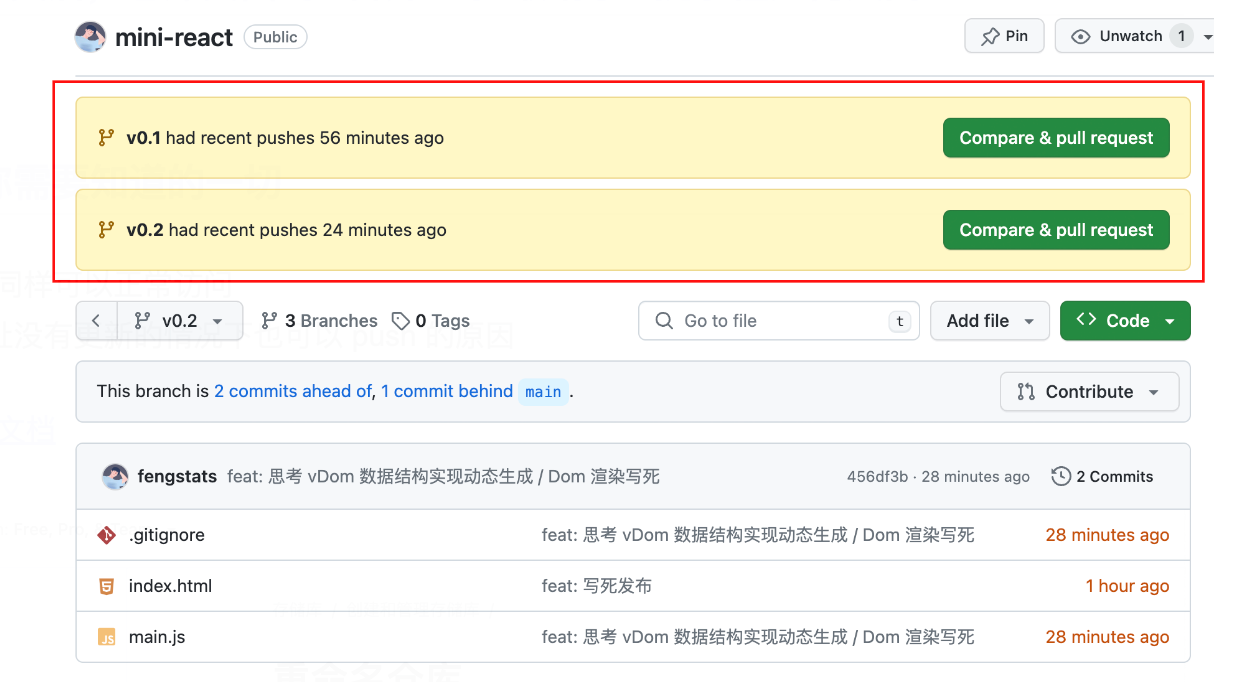 mini-react Public Pin Unwatch 1
v0.1 had recent pushes 56 minutes ago Compare & pull request
v0.2 had recent pushes 24 minutes ago Compare & pull request
v0.2 3 Branches 0 Tags Go to file t Add file Code
This branch is 2 commits ahead of, 1 commit behind main. Contribute
fengstats feat: 思考 vDom 数据结构实现动态生成 / Dom 渲染写死 456df3b · 28 minutes ago 2 Commits
.gitignore feat: 思考 vDom 数据结构实现动态生成 / Dom 渲染写死 28 minutes ago
index.html feat: 写死发布 1 hour ago
main.js feat: 思考 vDom 数据结构实现动态生成 / Dom 渲染写死 28 minutes ago